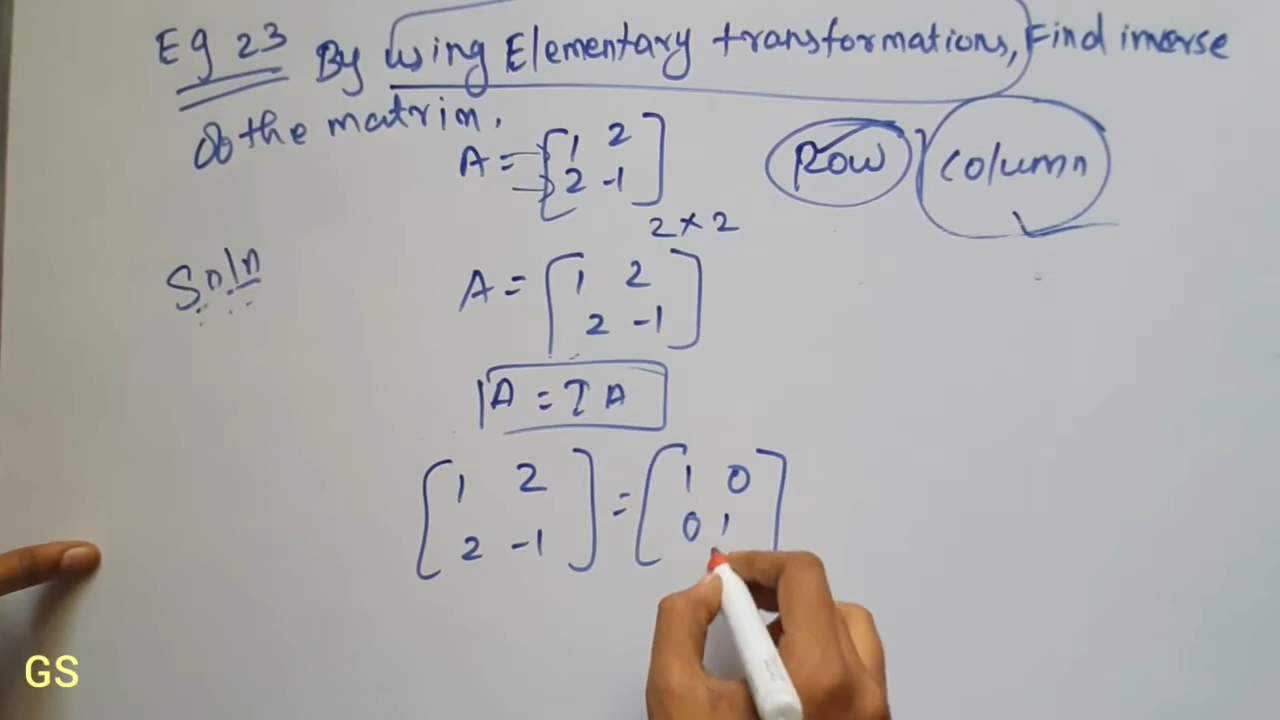 Eg 23 By using Elementary transformations, Find inverse
of the matrix.
A = [1 2
2 -1]
2×2
Row
Column
Soln
A = [1 2
2 -1]
A = I A
[1 2
2 -1] = [1 0
0 1]
GS